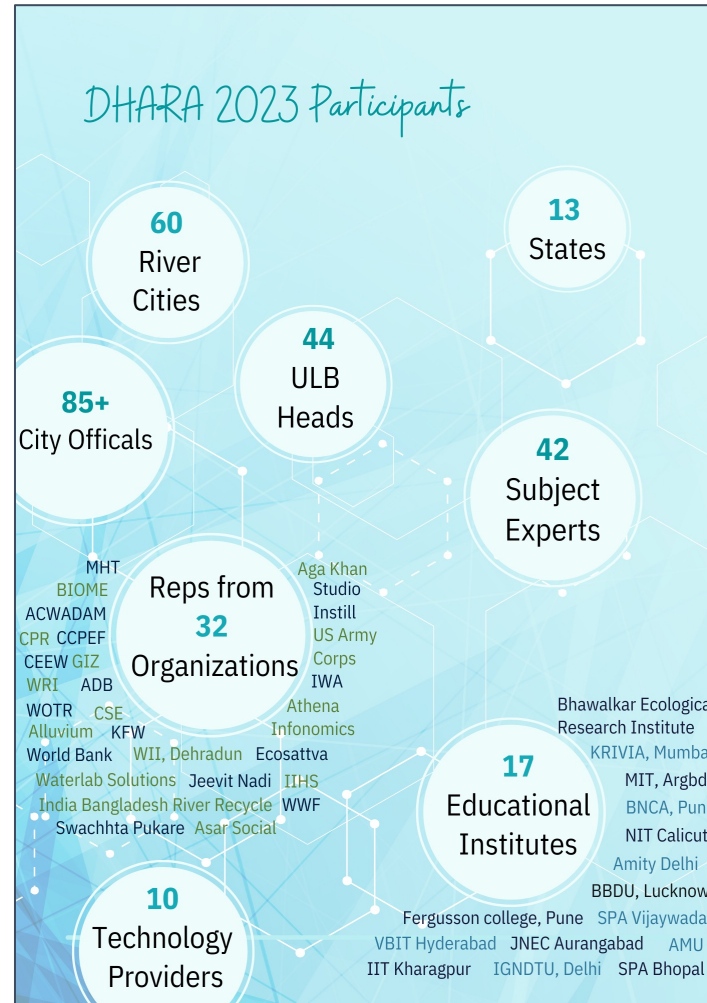 DHARA 2023 Participants
60
River
Cities
13
States
44
ULB
Heads
85+
City Officals
42
Subject
Experts
Reps from
32
Organizations
MHT
BIOME
ACWADAM
CPR CCPEF
CEEW GIZ
WRI ADB
WOTR CSE
Alluvium KFW
World Bank WII, Dehradun Ecosattva
Waterlab Solutions Jeevit Nadi IIHS
India Bangladesh River Recycle WWF
Swachhta Pukare Asar Social
Aga Khan
Studio
Instill
US Army
Corps
IWA
Athena
Infonomics
17
Educational
Institutes
Bhawalkar Ecologica
Research Institute
KRIVIA, Mumba
MIT, Argbd
BNCA, Pun
NIT Calicut
Amity Delhi
BBDU, Lucknow
Fergusson college, Pune SPA Vijaywada
VBIT Hyderabad JNEC Aurangabad AMU
IIT Kharagpur IGNDTU, Delhi SPA Bhopal
10
Technology
Providers